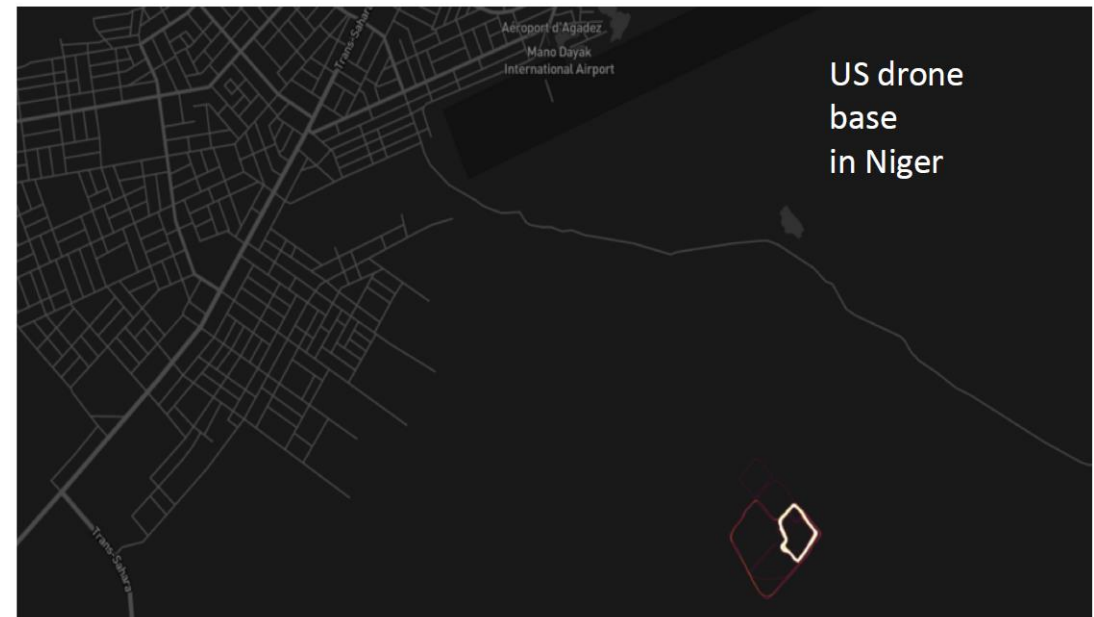 Trans-Sahara
Aéroport d'Agadez
Mano Dayak
International Airport
US drone
base
in Niger
Trans-Sahara